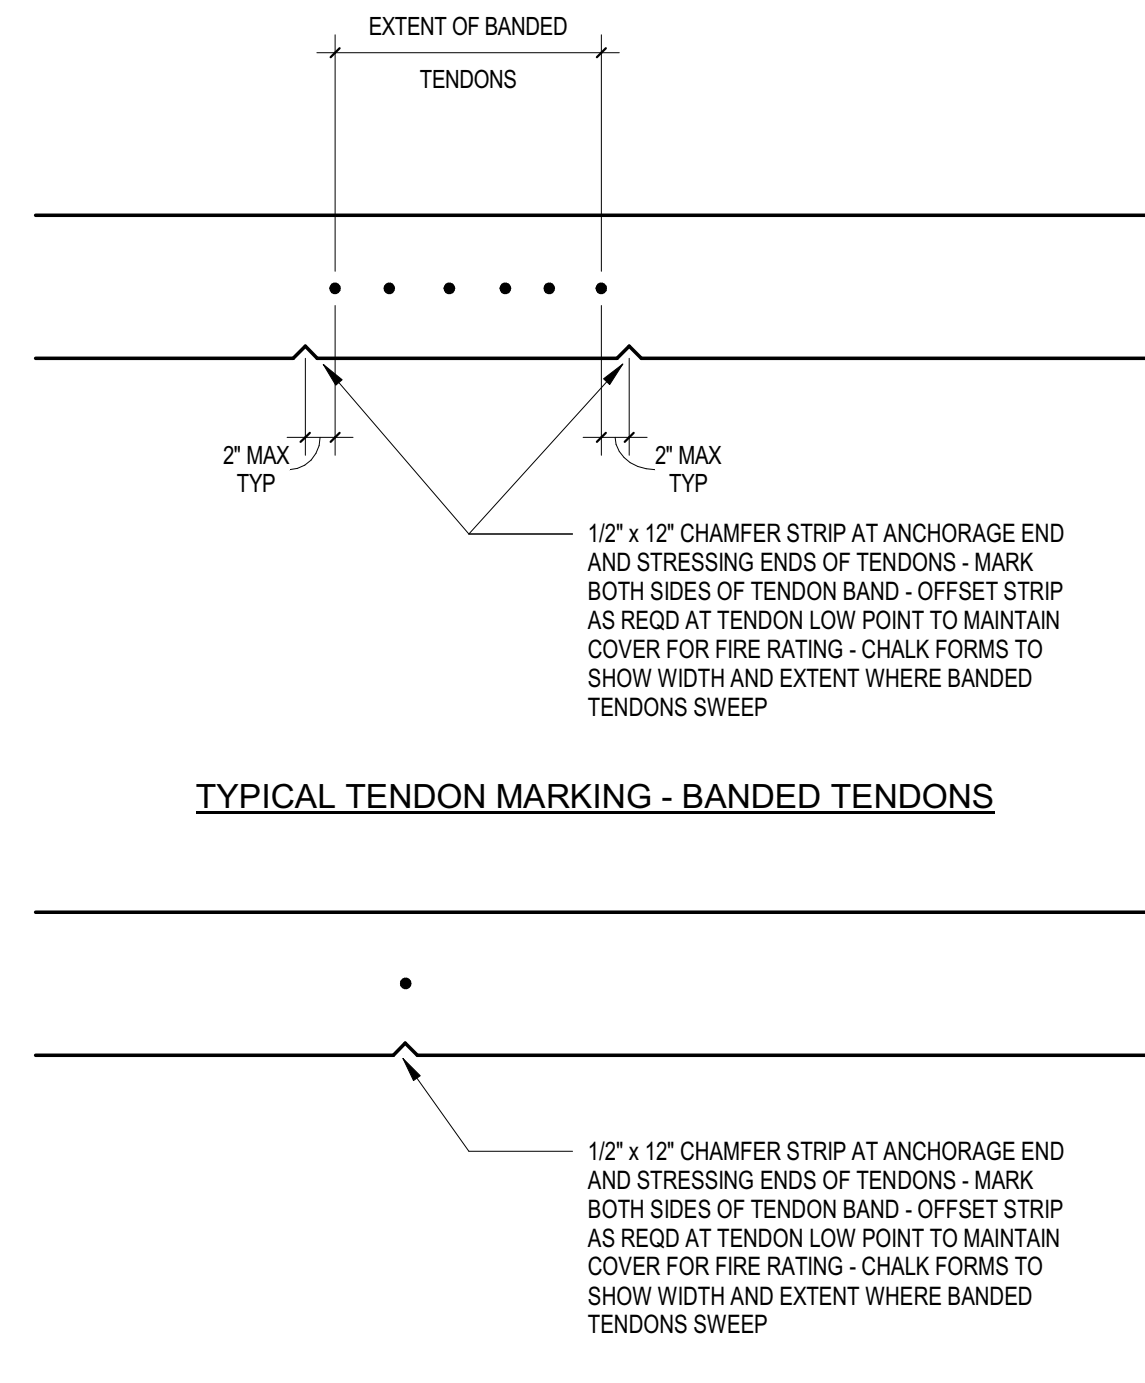 EXTENT OF BANDED
TENDONS
2" MAX
TYP
2" MAX
TYP
1/2" x 12" CHAMFER STRIP AT ANCHORAGE END
AND STRESSING ENDS OF TENDONS - MARK
BOTH SIDES OF TENDON BAND - OFFSET STRIP
AS REQD AT TENDON LOW POINT TO MAINTAIN
COVER FOR FIRE RATING - CHALK FORMS TO
SHOW WIDTH AND EXTENT WHERE BANDED
TENDONS SWEEP
TYPICAL TENDON MARKING - BANDED TENDONS
1/2" x 12" CHAMFER STRIP AT ANCHORAGE END
AND STRESSING ENDS OF TENDONS - MARK
BOTH SIDES OF TENDON BAND - OFFSET STRIP
AS REQD AT TENDON LOW POINT TO MAINTAIN
COVER FOR FIRE RATING - CHALK FORMS TO
SHOW WIDTH AND EXTENT WHERE BANDED
TENDONS SWEEP